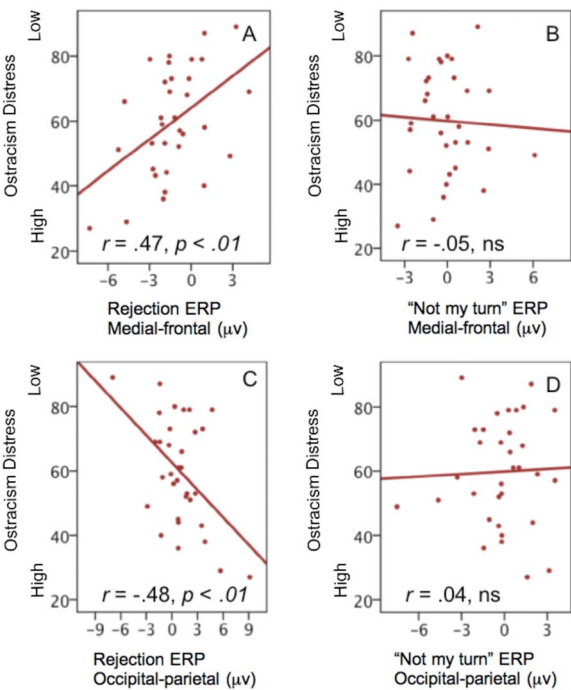 A
Low
Ostracism Distress
High
80
60
40
20
r = .47, p < .01
-6
-3
0
3
Rejection ERP
Medial-frontal (μv)
B
Low
Ostracism Distress
High
80
60
40
20
r = -.05, ns
-3
0
3
6
“Not my turn” ERP
Medial-frontal (μv)
C
Low
Ostracism Distress
High
80
60
40
20
r = -.48, p < .01
-9
-6
-3
0
3
6
9
Rejection ERP
Occipital-parietal (μv)
D
Low
Ostracism Distress
High
80
60
40
20
r = .04, ns
-6
-3
0
3
“Not my turn” ERP
Occipital-parietal (μv)